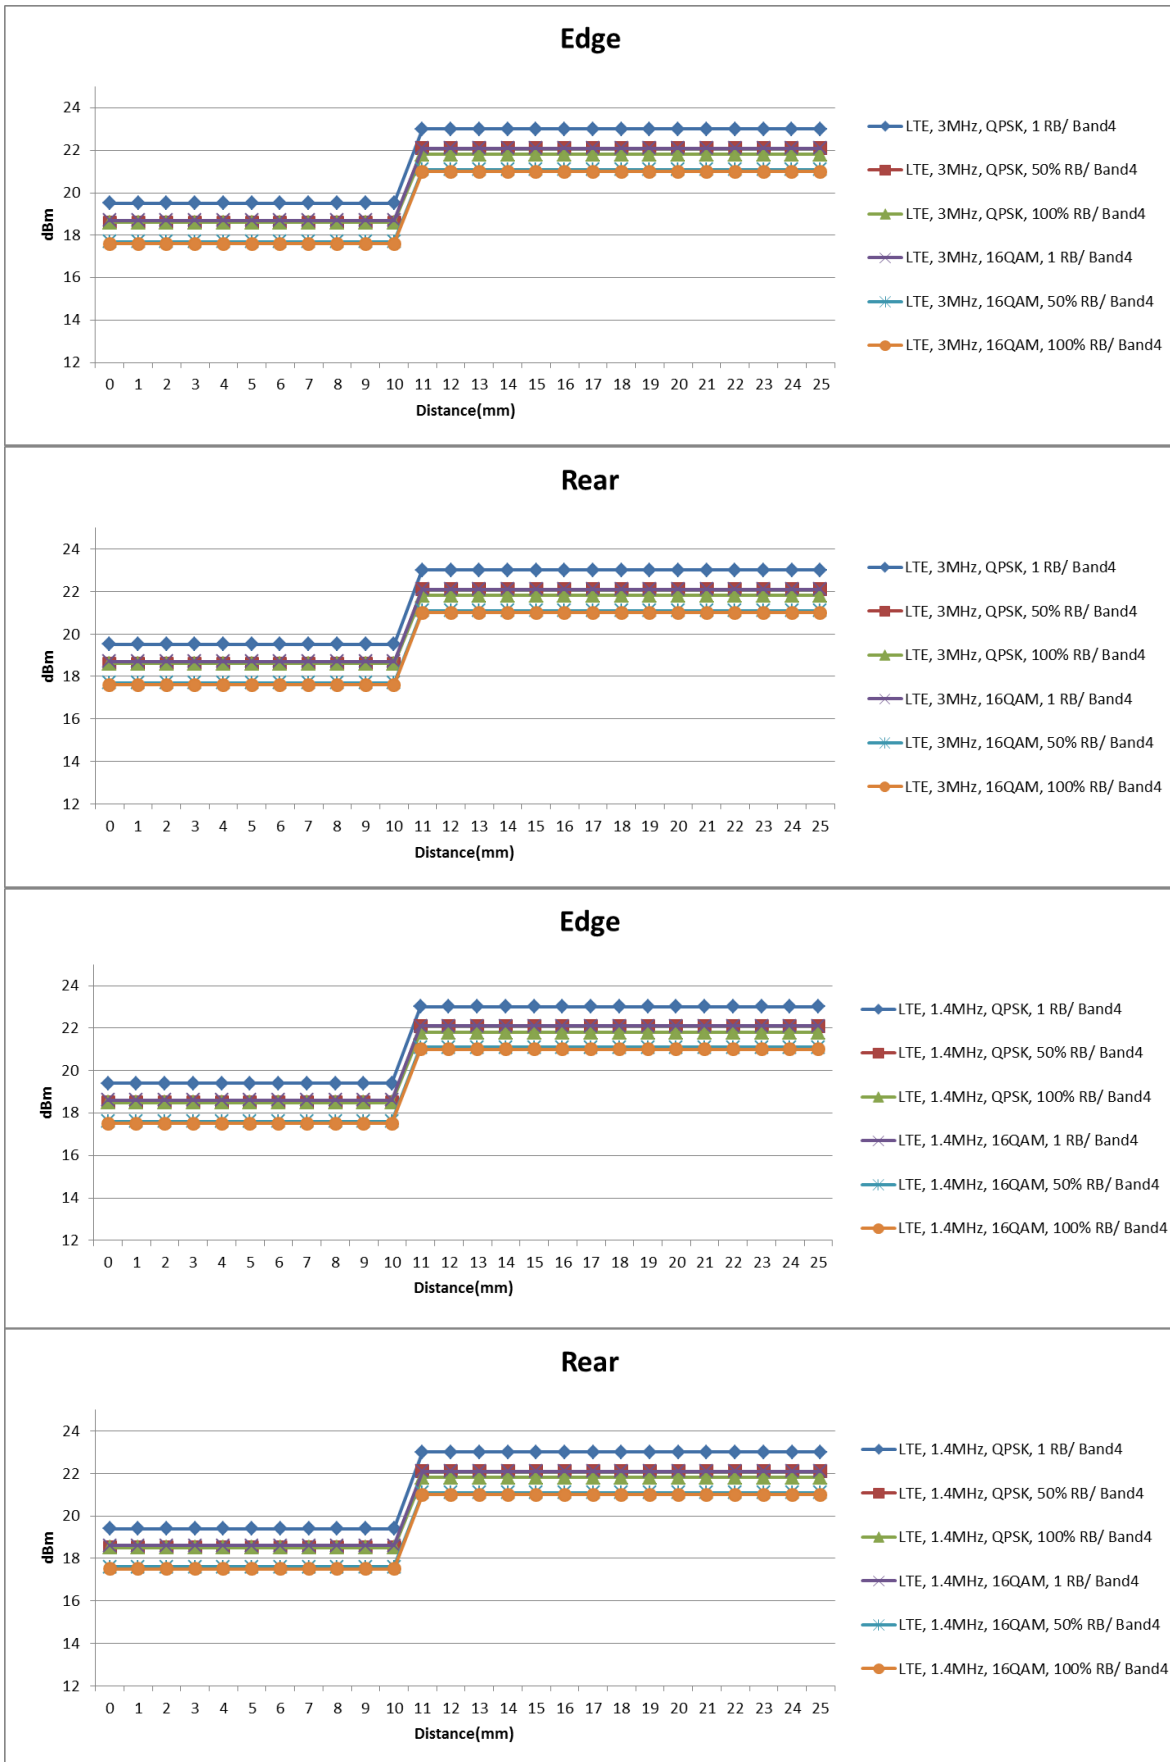 Edge
24
22
20
18
16
14
12
dBm
0 1 2 3 4 5 6 7 8 9 10 11 12 13 14 15 16 17 18 19 20 21 22 23 24 25
Distance(mm)
LTE, 3MHz, QPSK, 1 RB/ Band4
LTE, 3MHz, QPSK, 50% RB/ Band4
LTE, 3MHz, QPSK, 100% RB/ Band4
LTE, 3MHz, 16QAM, 1 RB/ Band4
LTE, 3MHz, 16QAM, 50% RB/ Band4
LTE, 3MHz, 16QAM, 100% RB/ Band4
Rear
24
22
20
18
16
14
12
dBm
0 1 2 3 4 5 6 7 8 9 10 11 12 13 14 15 16 17 18 19 20 21 22 23 24 25
Distance(mm)
LTE, 3MHz, QPSK, 1 RB/ Band4
LTE, 3MHz, QPSK, 50% RB/ Band4
LTE, 3MHz, QPSK, 100% RB/ Band4
LTE, 3MHz, 16QAM, 1 RB/ Band4
LTE, 3MHz, 16QAM, 50% RB/ Band4
LTE, 3MHz, 16QAM, 100% RB/ Band4
Edge
24
22
20
18
16
14
12
dBm
0 1 2 3 4 5 6 7 8 9 10 11 12 13 14 15 16 17 18 19 20 21 22 23 24 25
Distance(mm)
LTE, 1.4MHz, QPSK, 1 RB/ Band4
LTE, 1.4MHz, QPSK, 50% RB/ Band4
LTE, 1.4MHz, QPSK, 100% RB/ Band4
LTE, 1.4MHz, 16QAM, 1 RB/ Band4
LTE, 1.4MHz, 16QAM, 50% RB/ Band4
LTE, 1.4MHz, 16QAM, 100% RB/ Band4
Rear
24
22
20
18
16
14
12
dBm
0 1 2 3 4 5 6 7 8 9 10 11 12 13 14 15 16 17 18 19 20 21 22 23 24 25
Distance(mm)
LTE, 1.4MHz, QPSK, 1 RB/ Band4
LTE, 1.4MHz, QPSK, 50% RB/ Band4
LTE, 1.4MHz, QPSK, 100% RB/ Band4
LTE, 1.4MHz, 16QAM, 1 RB/ Band4
LTE, 1.4MHz, 16QAM, 50% RB/ Band4
LTE, 1.4MHz, 16QAM, 100% RB/ Band4